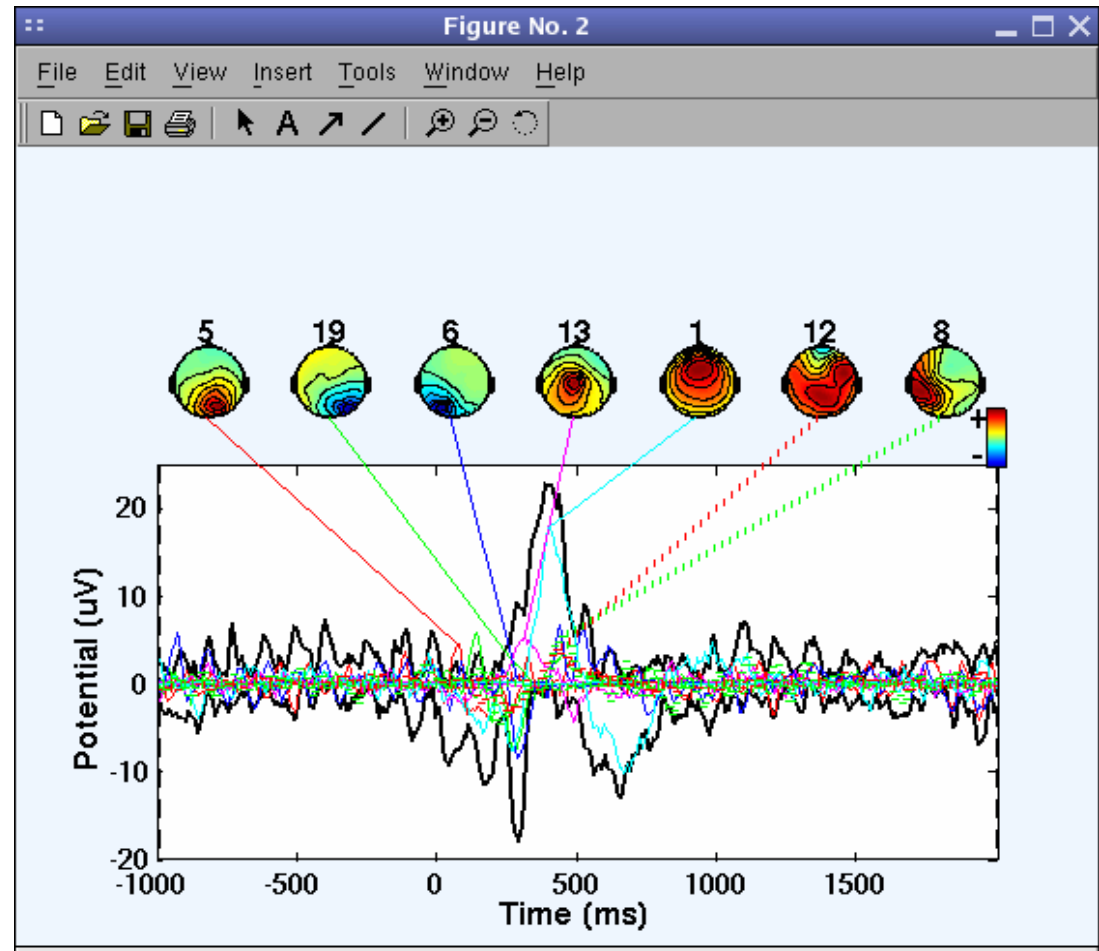 Figure No. 2
File Edit View Insert Tools Window Help
A
5 19 6 13 1 12 8
+
-
20
10
0
-10
-20
Potential (uV)
-1000 -500 0 500 1000 1500
Time (ms)